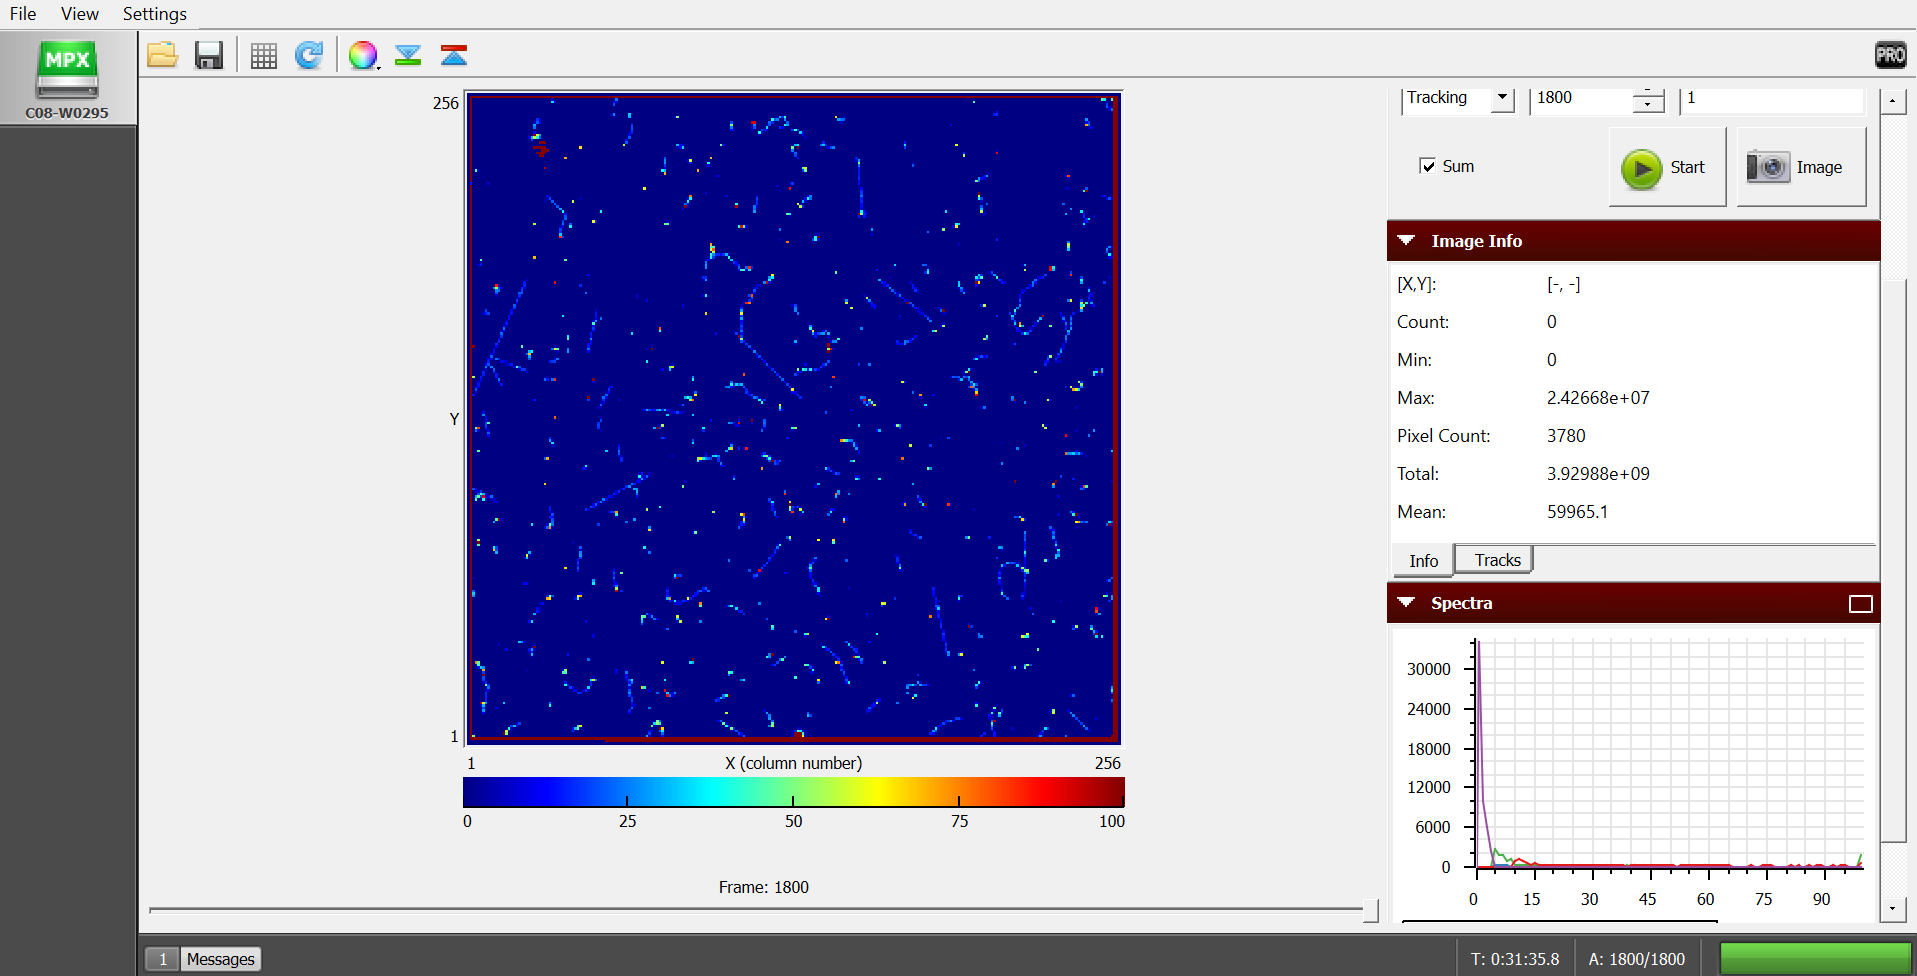 File View Settings
MPX
C08-W0295
PRO
256
Y
1
1 X (column number) 256
0 25 50 75 100
Frame: 1800
Tracking 1800 1
Sum Start Image
Image Info
[X,Y]: [-, -]
Count: 0
Min: 0
Max: 2.42668e+07
Pixel Count: 3780
Total: 3.92988e+09
Mean: 59965.1
Info Tracks
Spectra
30000
24000
18000
12000
6000
0
0 15 30 45 60 75 90
1 Messages T: 0:31:35.8 A: 1800/1800